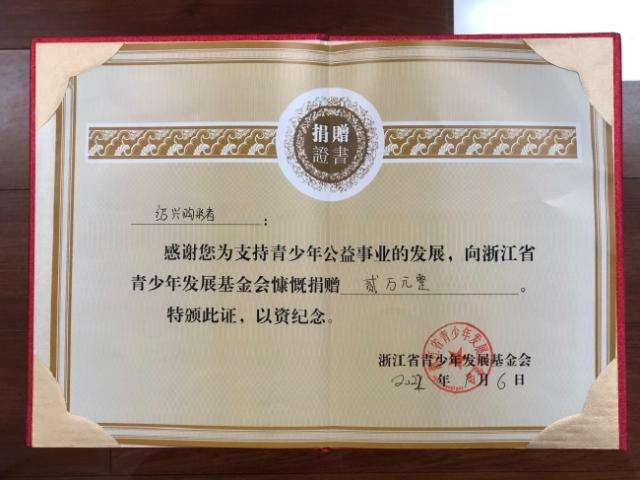 捐贈
證書
绍兴购彩者：
感谢您为支持青少年公益事业的发展，向浙江省
青少年发展基金会慷慨捐赠 贰万元整 。
特颁此证，以资纪念。
浙江省青少年发展基金会
年 月6日